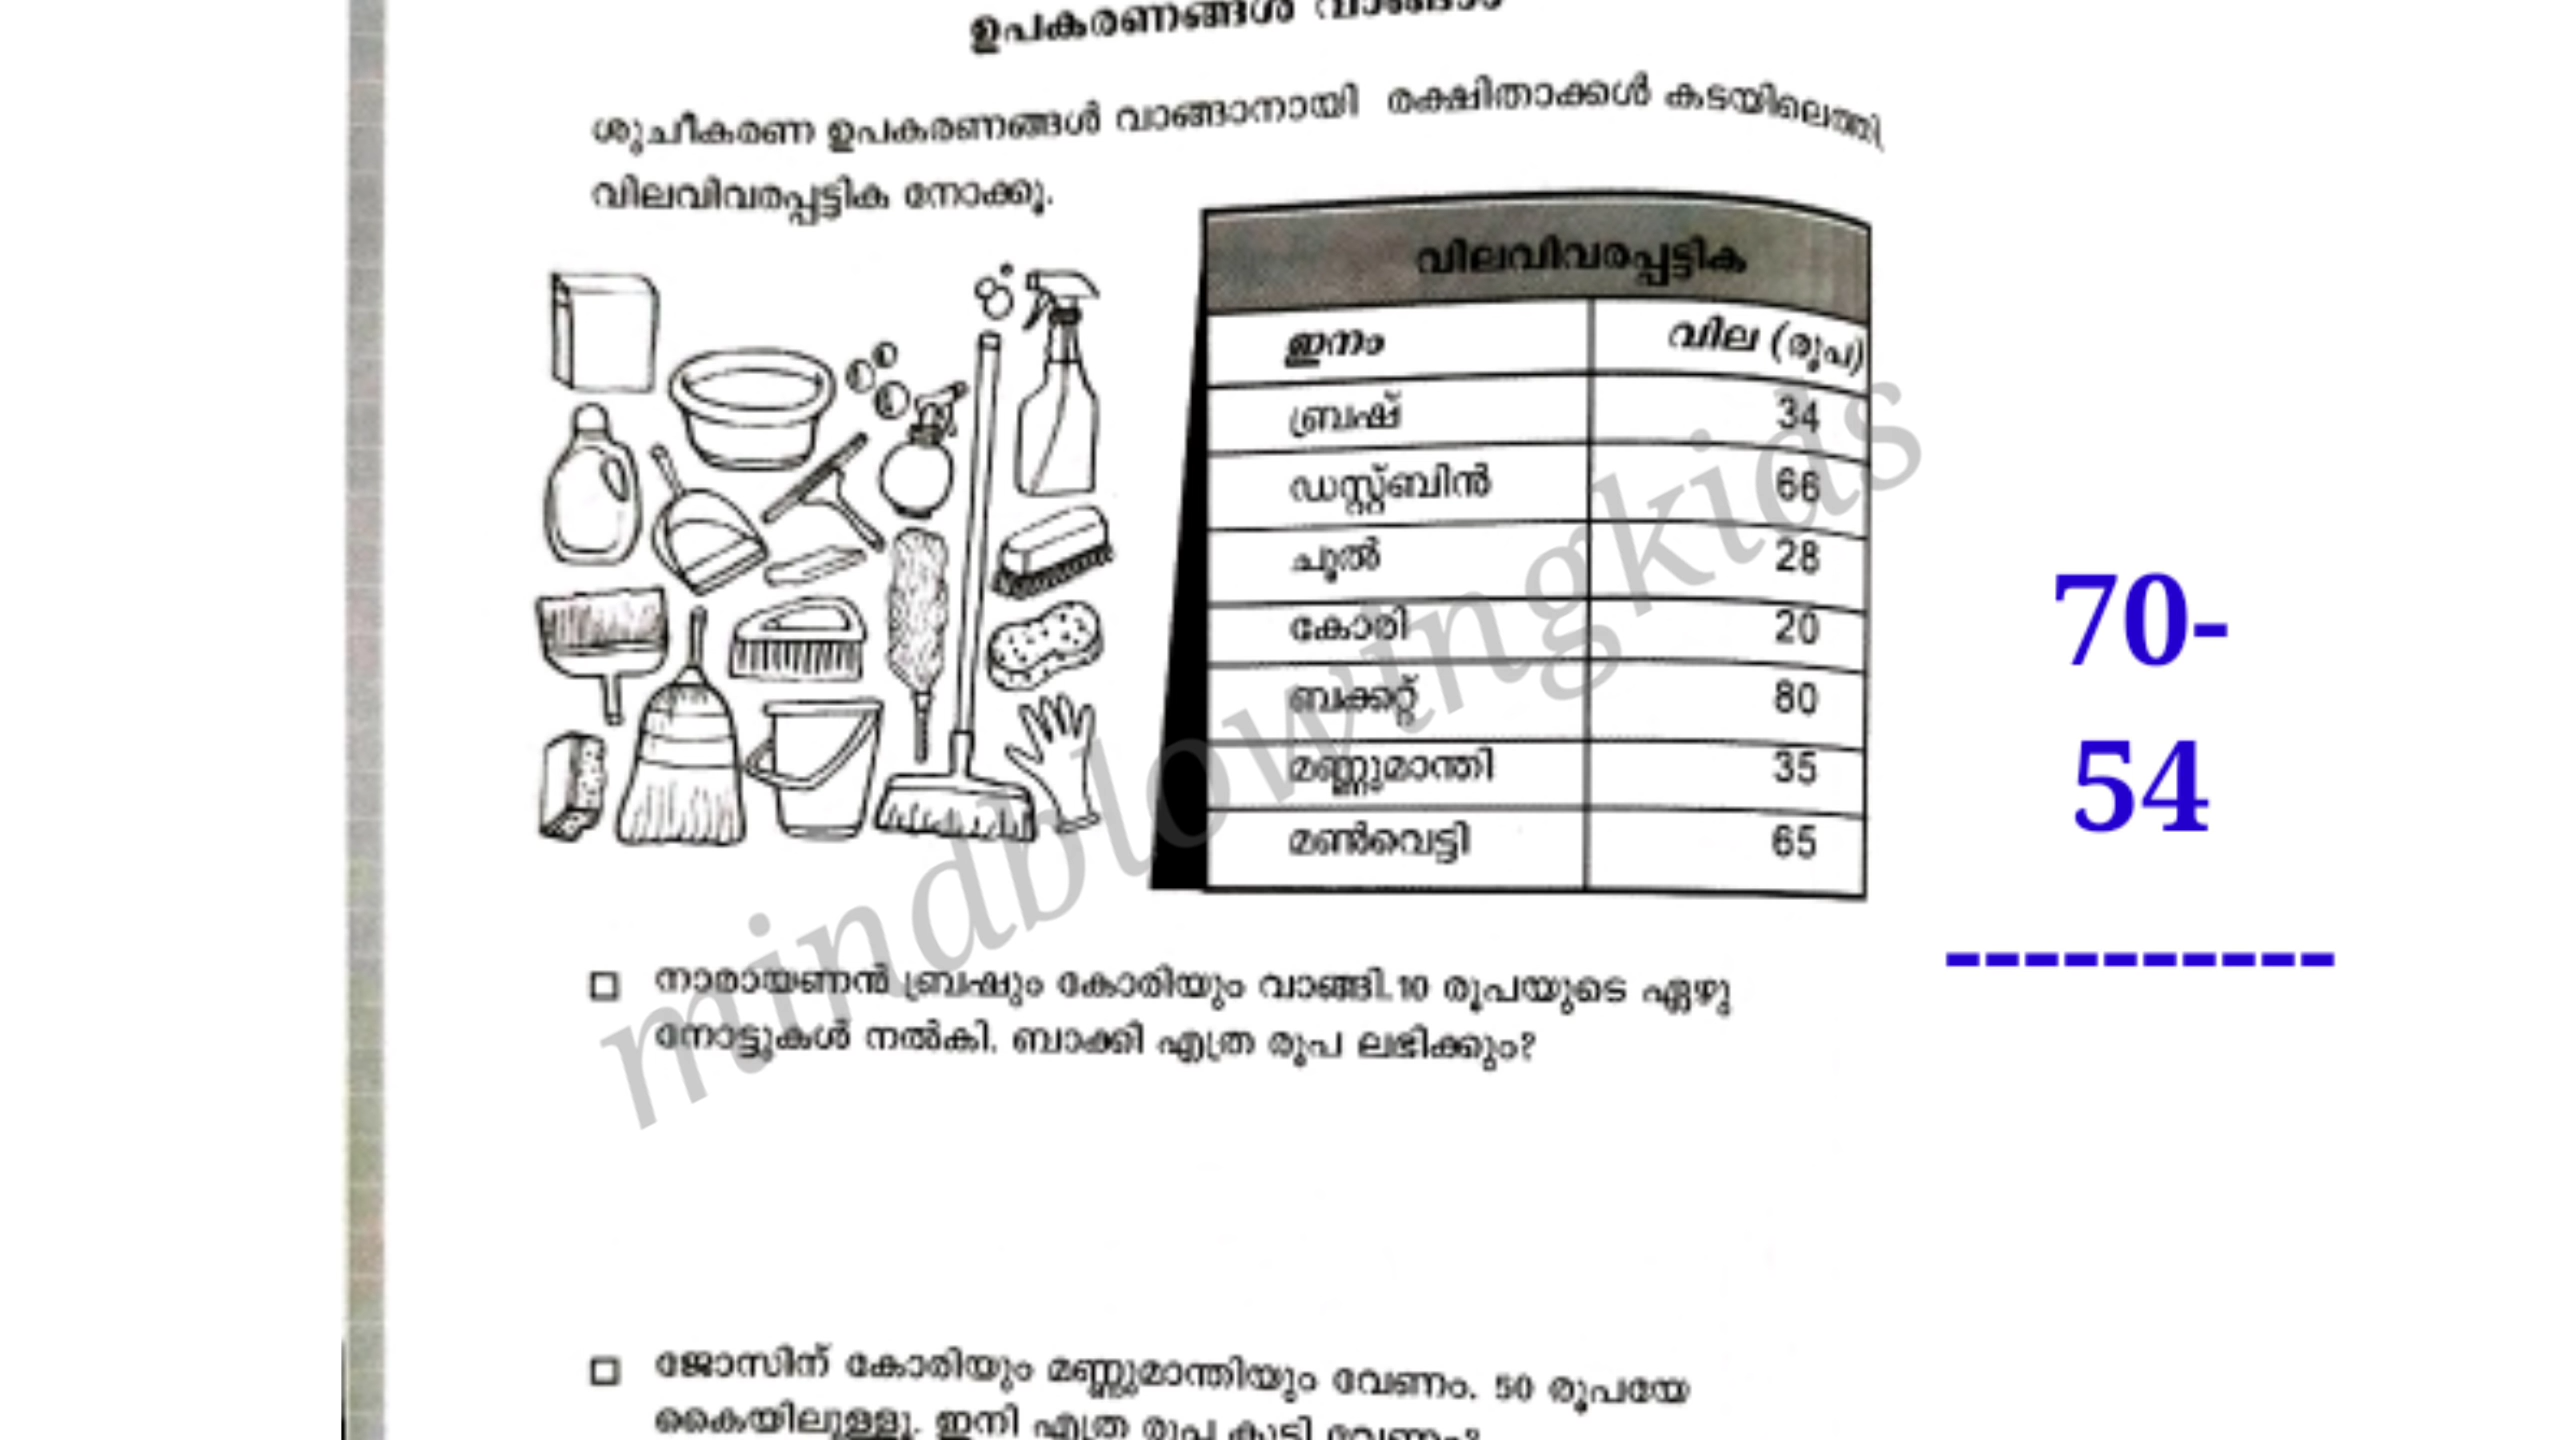 ഉപകരണങ്ങൾ വാങ്ങാം
ശുചീകരണ ഉപകരണങ്ങൾ വാങ്ങാനായി രക്ഷിതാക്കൾ കടയിലെത്തി
വിലവിവരപ്പട്ടിക നോക്കൂ.
വിലവിവരപ്പട്ടിക
ഇനം വില (രൂപ)
ബ്രഷ് 34
ഡസ്റ്റ്ബിൻ 66
ചൂൽ 28
കോരി 20
ബക്കറ്റ് 80
മണ്ണുമാന്തി 35
മൺവെട്ടി 65
70-
54
----------
നാരായണൻ ബ്രഷും കോരിയും വാങ്ങി.10 രൂപയുടെ ഏഴു
നോട്ടുകൾ നൽകി. ബാക്കി എത്ര രൂപ ലഭിക്കും?
ജോസിന് കോരിയും മണ്ണുമാന്തിയും വേണം. 50 രൂപയേ
കൈയിലുള്ളൂ. ഇനി എത്ര രൂപ കൂടി വേണം?
mindblowingkids